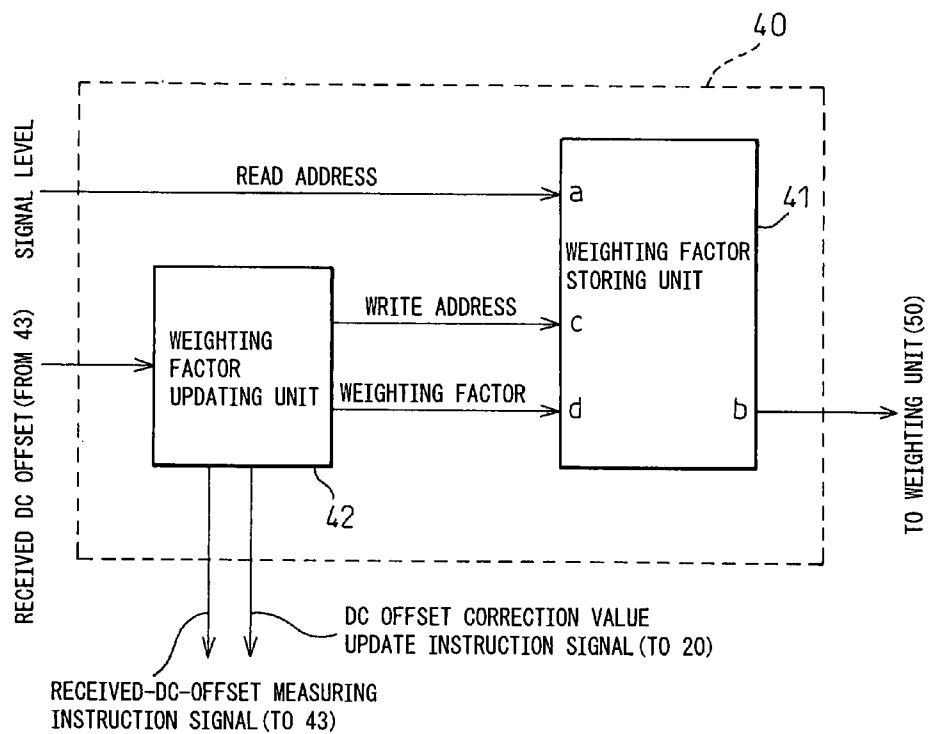 40
SIGNAL LEVEL
READ ADDRESS
a
41
WEIGHTING FACTOR
STORING UNIT
WRITE ADDRESS
c
RECEIVED DC OFFSET(FROM 43)
WEIGHTING
FACTOR
UPDATING UNIT
WEIGHTING FACTOR
d
b
TO WEIGHTING UNIT(50)
42
DC OFFSET CORRECTION VALUE
UPDATE INSTRUCTION SIGNAL(TO 20)
RECEIVED-DC-OFFSET MEASURING
INSTRUCTION SIGNAL(TO 43)